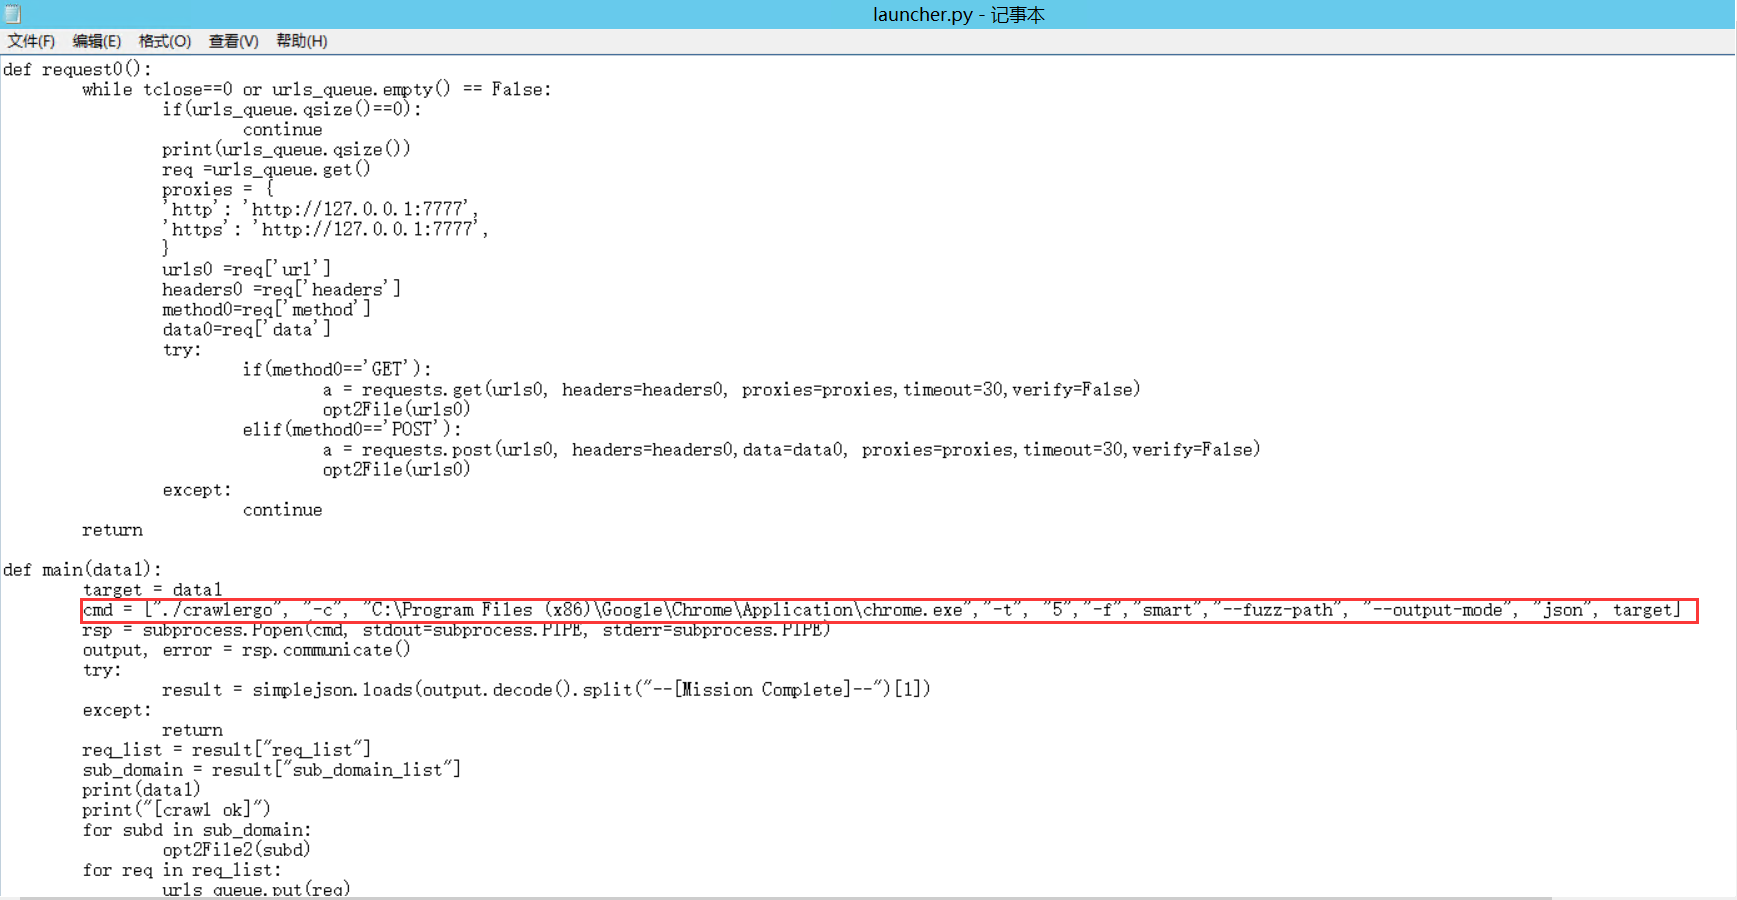 launcher.py - 记事本
文件(F) 编辑(E) 格式(O) 查看(V) 帮助(H)
def request0():
        while tclose==0 or urls_queue.empty() == False:
                if(urls_queue.qsize()==0):
                        continue
                print(urls_queue.qsize())
                req =urls_queue.get()
                proxies = {
                'http': 'http://127.0.0.1:7777',
                'https': 'http://127.0.0.1:7777',
                }
                urls0 =req['url']
                headers0 =req['headers']
                method0=req['method']
                data0=req['data']
                try:
                        if(method0=='GET'):
                                a = requests.get(urls0, headers=headers0, proxies=proxies,timeout=30,verify=False)
                                opt2File(urls0)
                        elif(method0=='POST'):
                                a = requests.post(urls0, headers=headers0,data=data0, proxies=proxies,timeout=30,verify=False)
                                opt2File(urls0)
                except:
                        continue
        return
def main(data1):
        target = data1
        cmd = ["./crawlergo", "-c", "C:\Program Files (x86)\Google\Chrome\Application\chrome.exe","-t", "5","-f","smart","--fuzz-path", "--output-mode", "json", target]
        rsp = subprocess.Popen(cmd, stdout=subprocess.PIPE, stderr=subprocess.PIPE)
        output, error = rsp.communicate()
        try:
                result = simplejson.loads(output.decode().split("--[Mission Complete]--")[1])
        except:
                return
        req_list = result["req_list"]
        sub_domain = result["sub_domain_list"]
        print(data1)
        print("[crawl ok]")
        for subd in sub_domain:
                opt2File2(subd)
        for req in req_list:
                urls_queue.put(req)